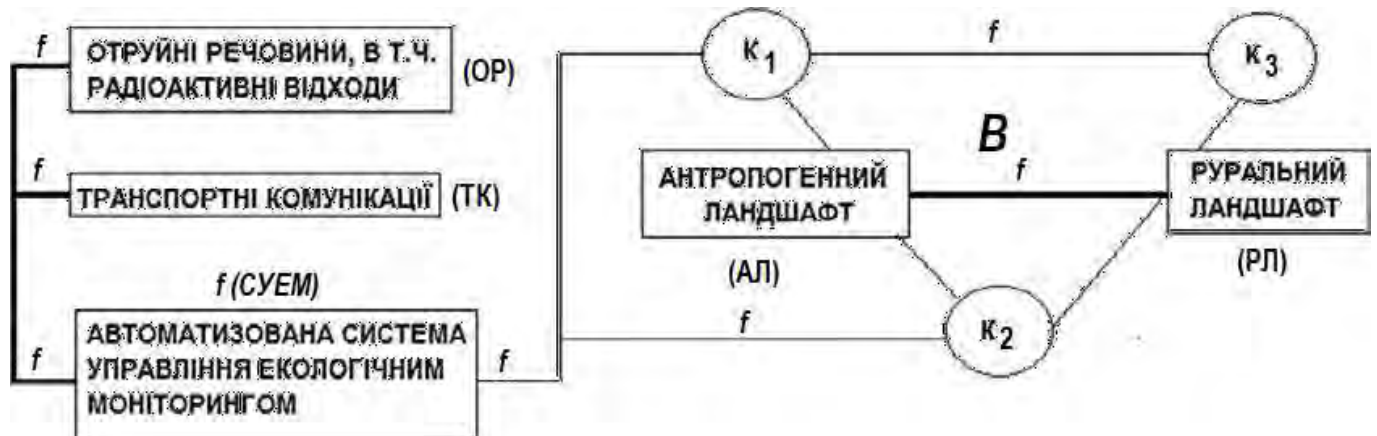 f
ОТРУЙНІ РЕЧОВИНИ, В Т.Ч.
РАДІОАКТИВНІ ВІДХОДИ
(ОР)
f
ТРАНСПОРТНІ КОМУНІКАЦІЇ
(ТК)
f (СУЕМ)
f
АВТОМАТИЗОВАНА СИСТЕМА
УПРАВЛІННЯ ЕКОЛОГІЧНИМ
МОНІТОРИНГОМ
f
К1
f
К3
В
f
АНТРОПОГЕННИЙ
ЛАНДШАФТ
(АЛ)
РУРАЛЬНИЙ
ЛАНДШАФТ
(РЛ)
f
К2